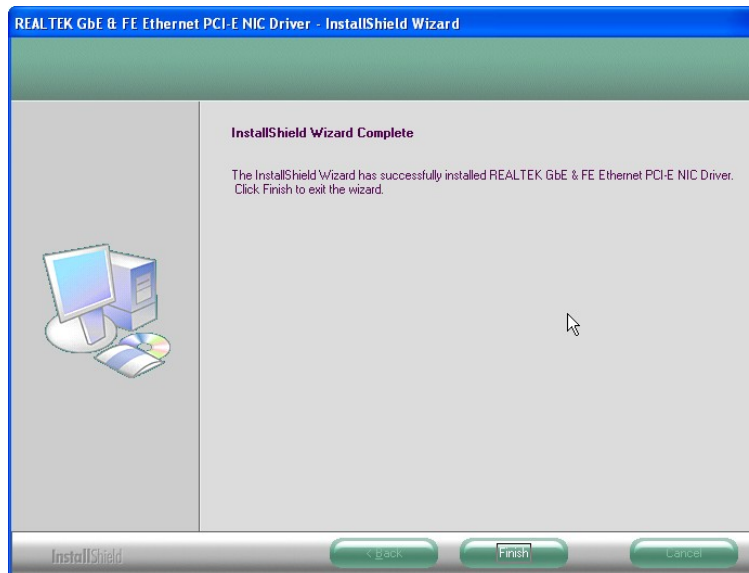 REALTEK GbE & FE Ethernet PCI-E NIC Driver - InstallShield Wizard
InstallShield Wizard Complete
The InstallShield Wizard has successfully installed REALTEK GbE & FE Ethernet PCI-E NIC Driver.
Click Finish to exit the wizard.
InstallShield
< Back
Finish
Cancel